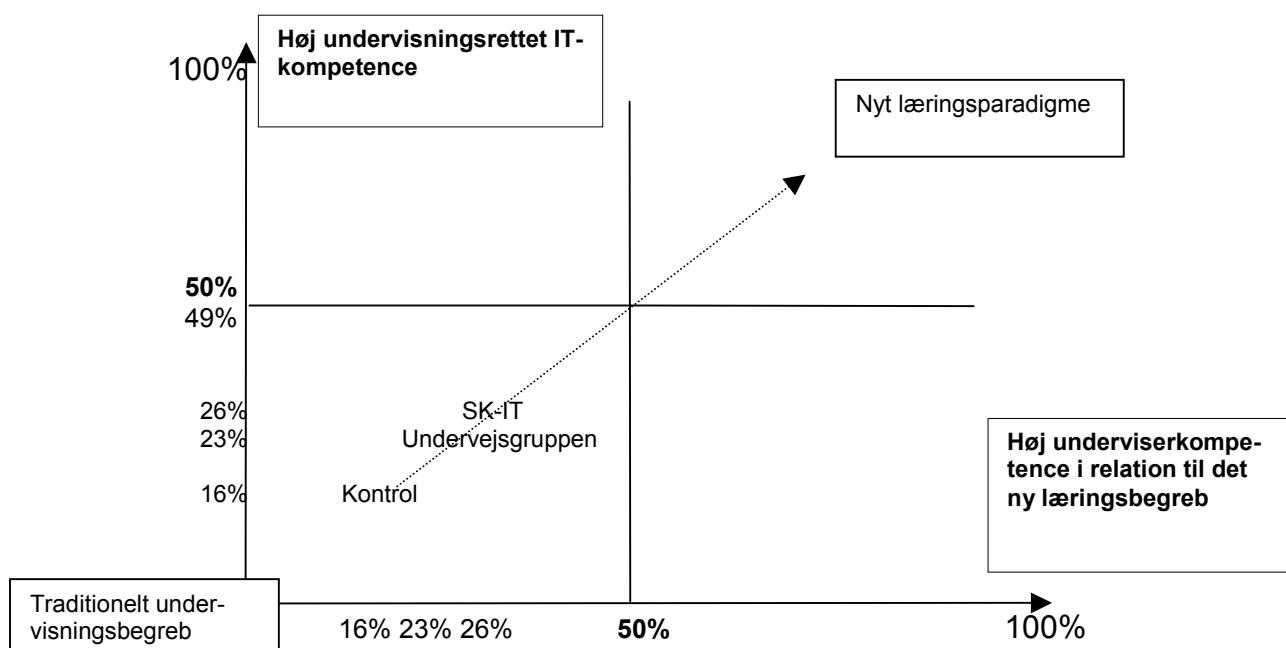 Høj undervisningsrettet IT-
kompetence
100%
Nyt læringsparadigme
50%
49%
26%
SK-IT
23%
Undervejsgruppen
16%
Kontrol
Høj underviserkompe-
tence i relation til det
ny læringsbegreb
Traditionelt under-
visningsbegreb
16% 23% 26%
50%
100%